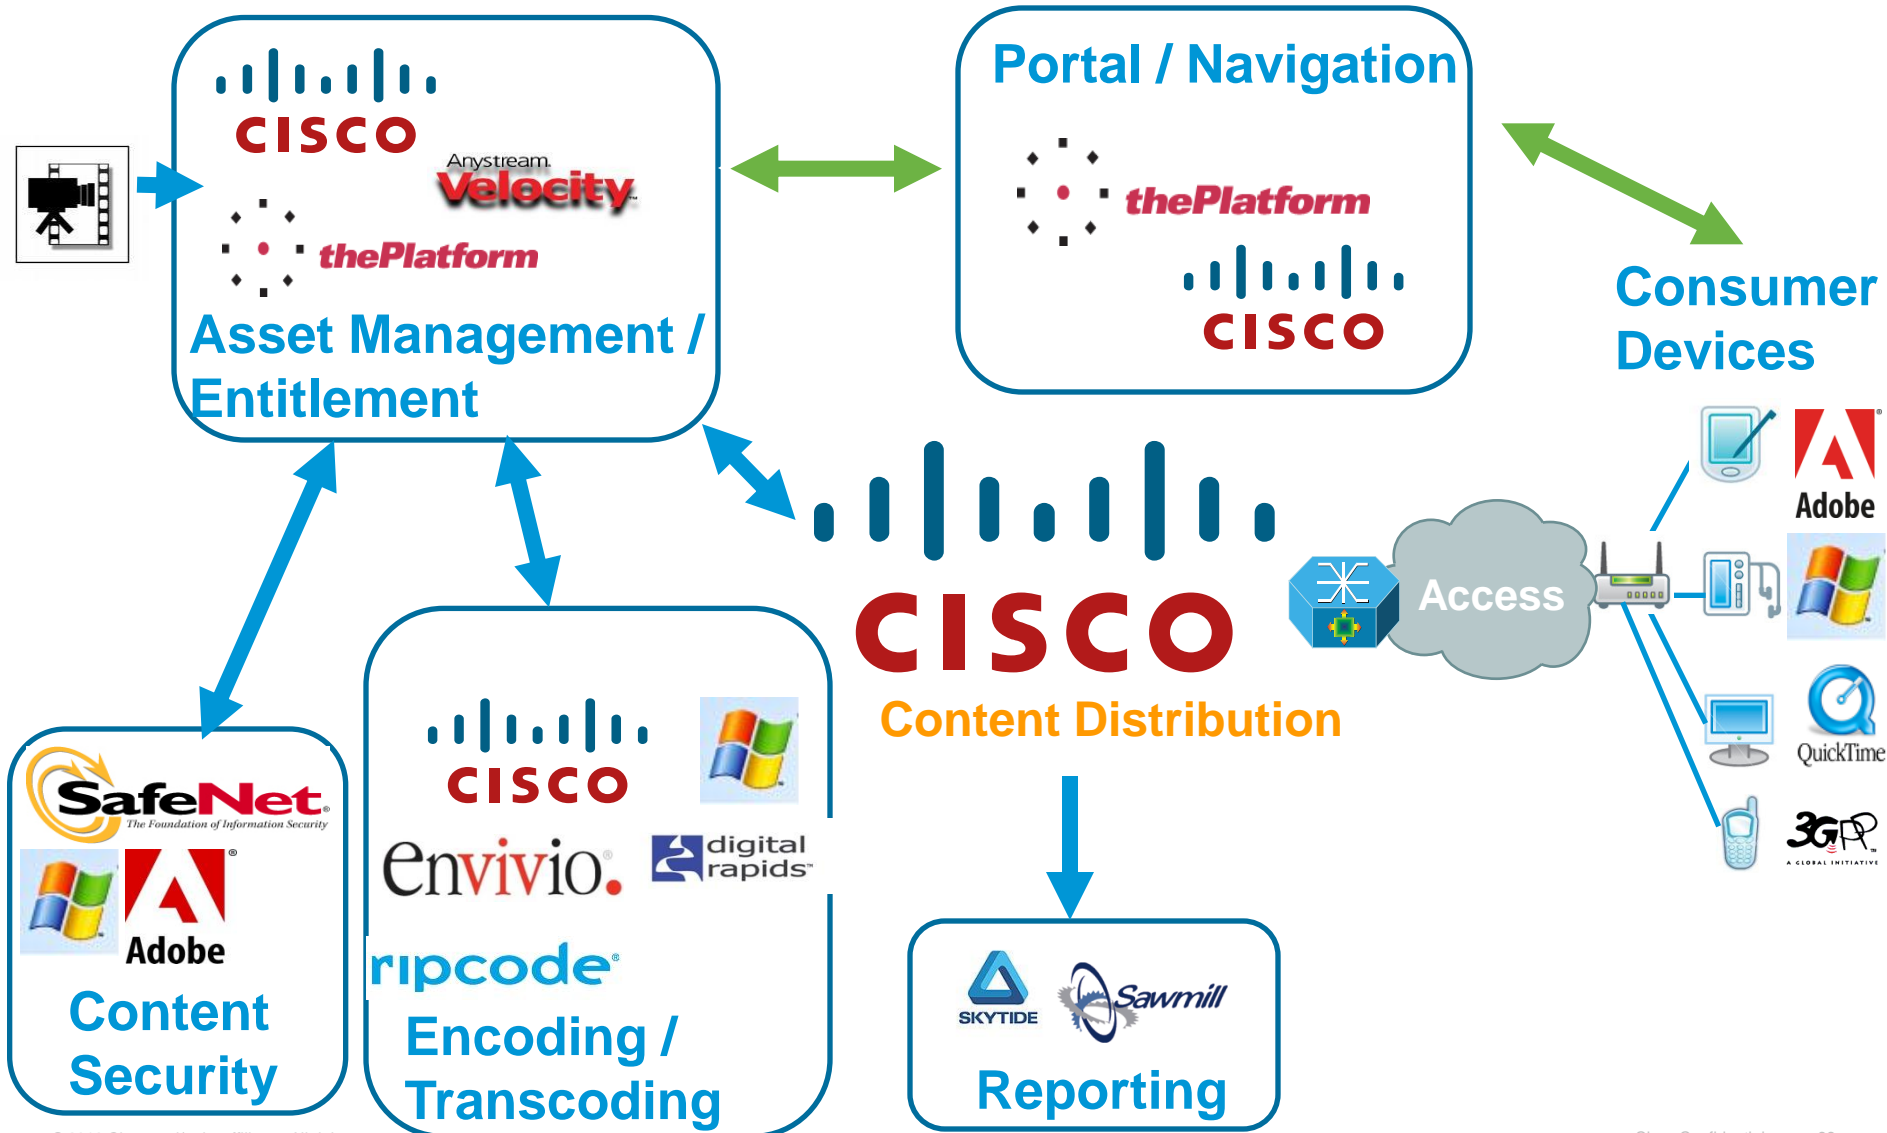 CISCO
Anystream
Velocity
thePlatform
Asset Management /
Entitlement
Portal / Navigation
thePlatform
CISCO
Consumer
Devices
Adobe
CISCO
Content Distribution
Access
QuickTime
3GPP
A GLOBAL INITIATIVE
SafeNet
The Foundation of Information Security
Adobe
Content
Security
CISCO
envivio
digital
rapids
ripcode
Encoding /
Transcoding
SKYTIDE
Sawmill
Reporting